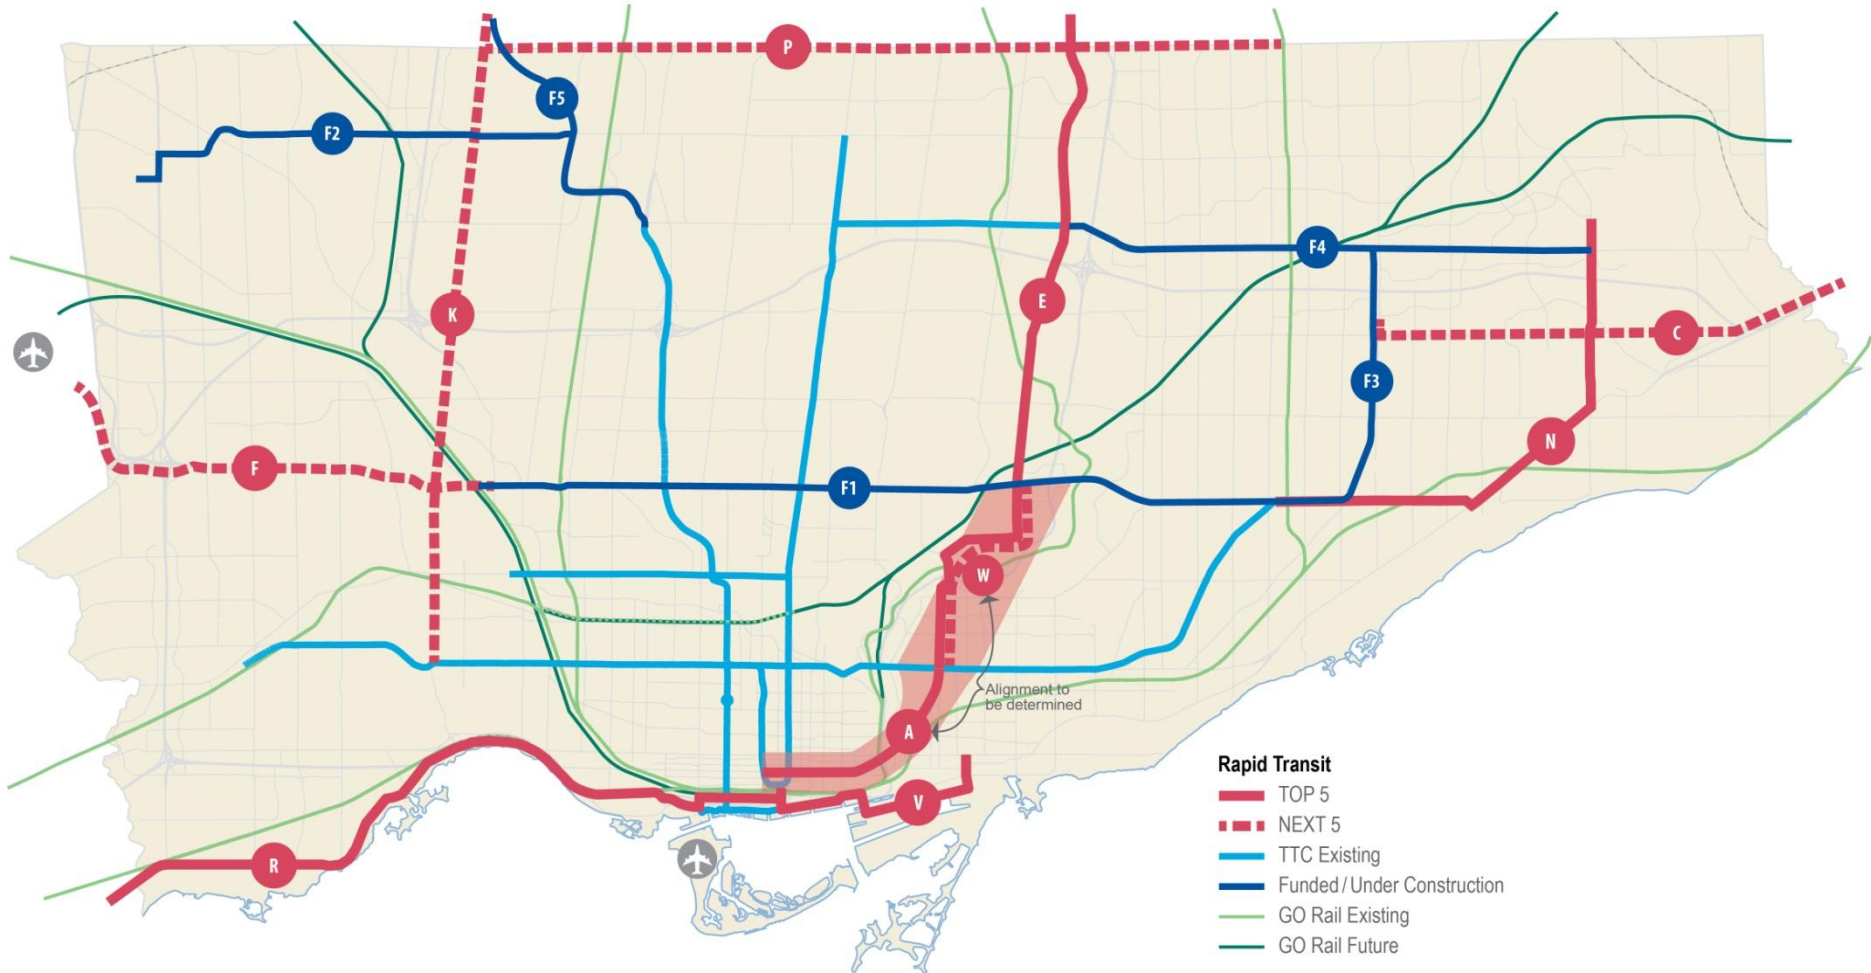 P
F5
F2
F4
E
K
C
F3
N
F
F1
W
Alignment to
be determined
A
V
R
Rapid Transit
TOP 5
NEXT 5
TTC Existing
Funded / Under Construction
GO Rail Existing
GO Rail Future